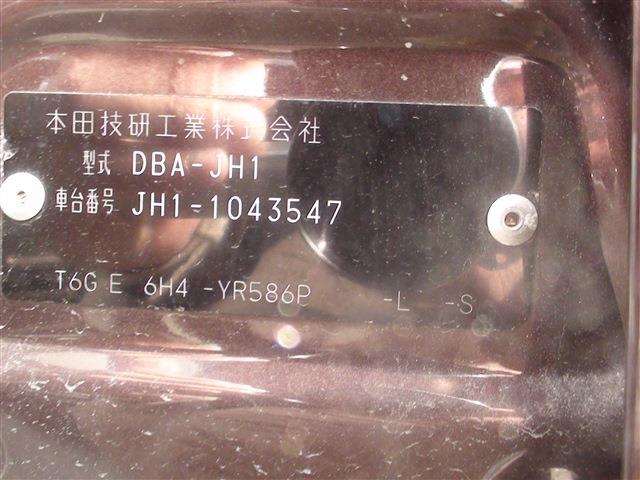 本田技研工業株式会社
型式 DBA-JH1
車台番号 JH1-1043547
T6G E 6H4 -YR586P -L -S